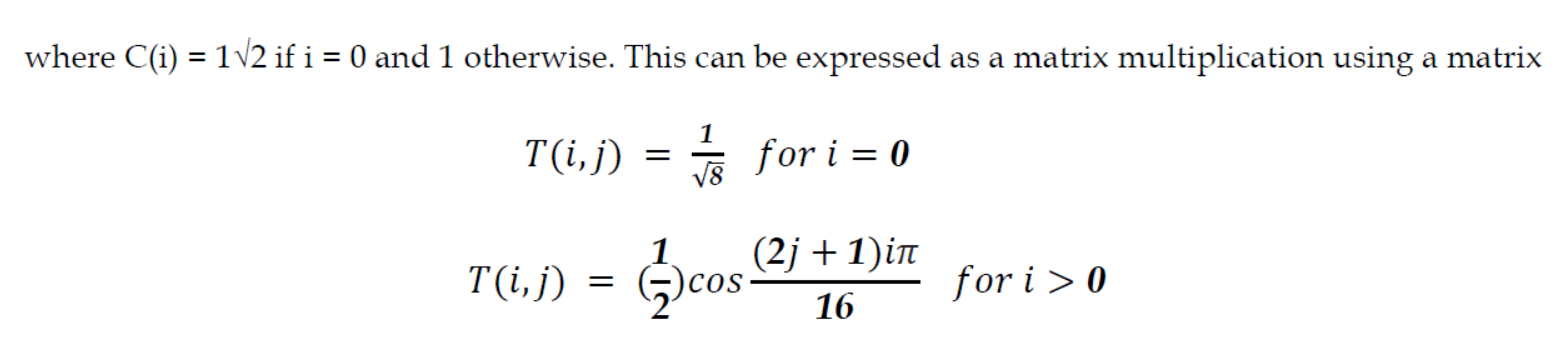 where C(i) = 1√2 if i = 0 and 1 otherwise. This can be expressed as a matrix multiplication using a matrix
T(i,j) = 1/√8 for i = 0
T(i,j) = (1/2)cos (2j + 1)iπ/16 for i > 0